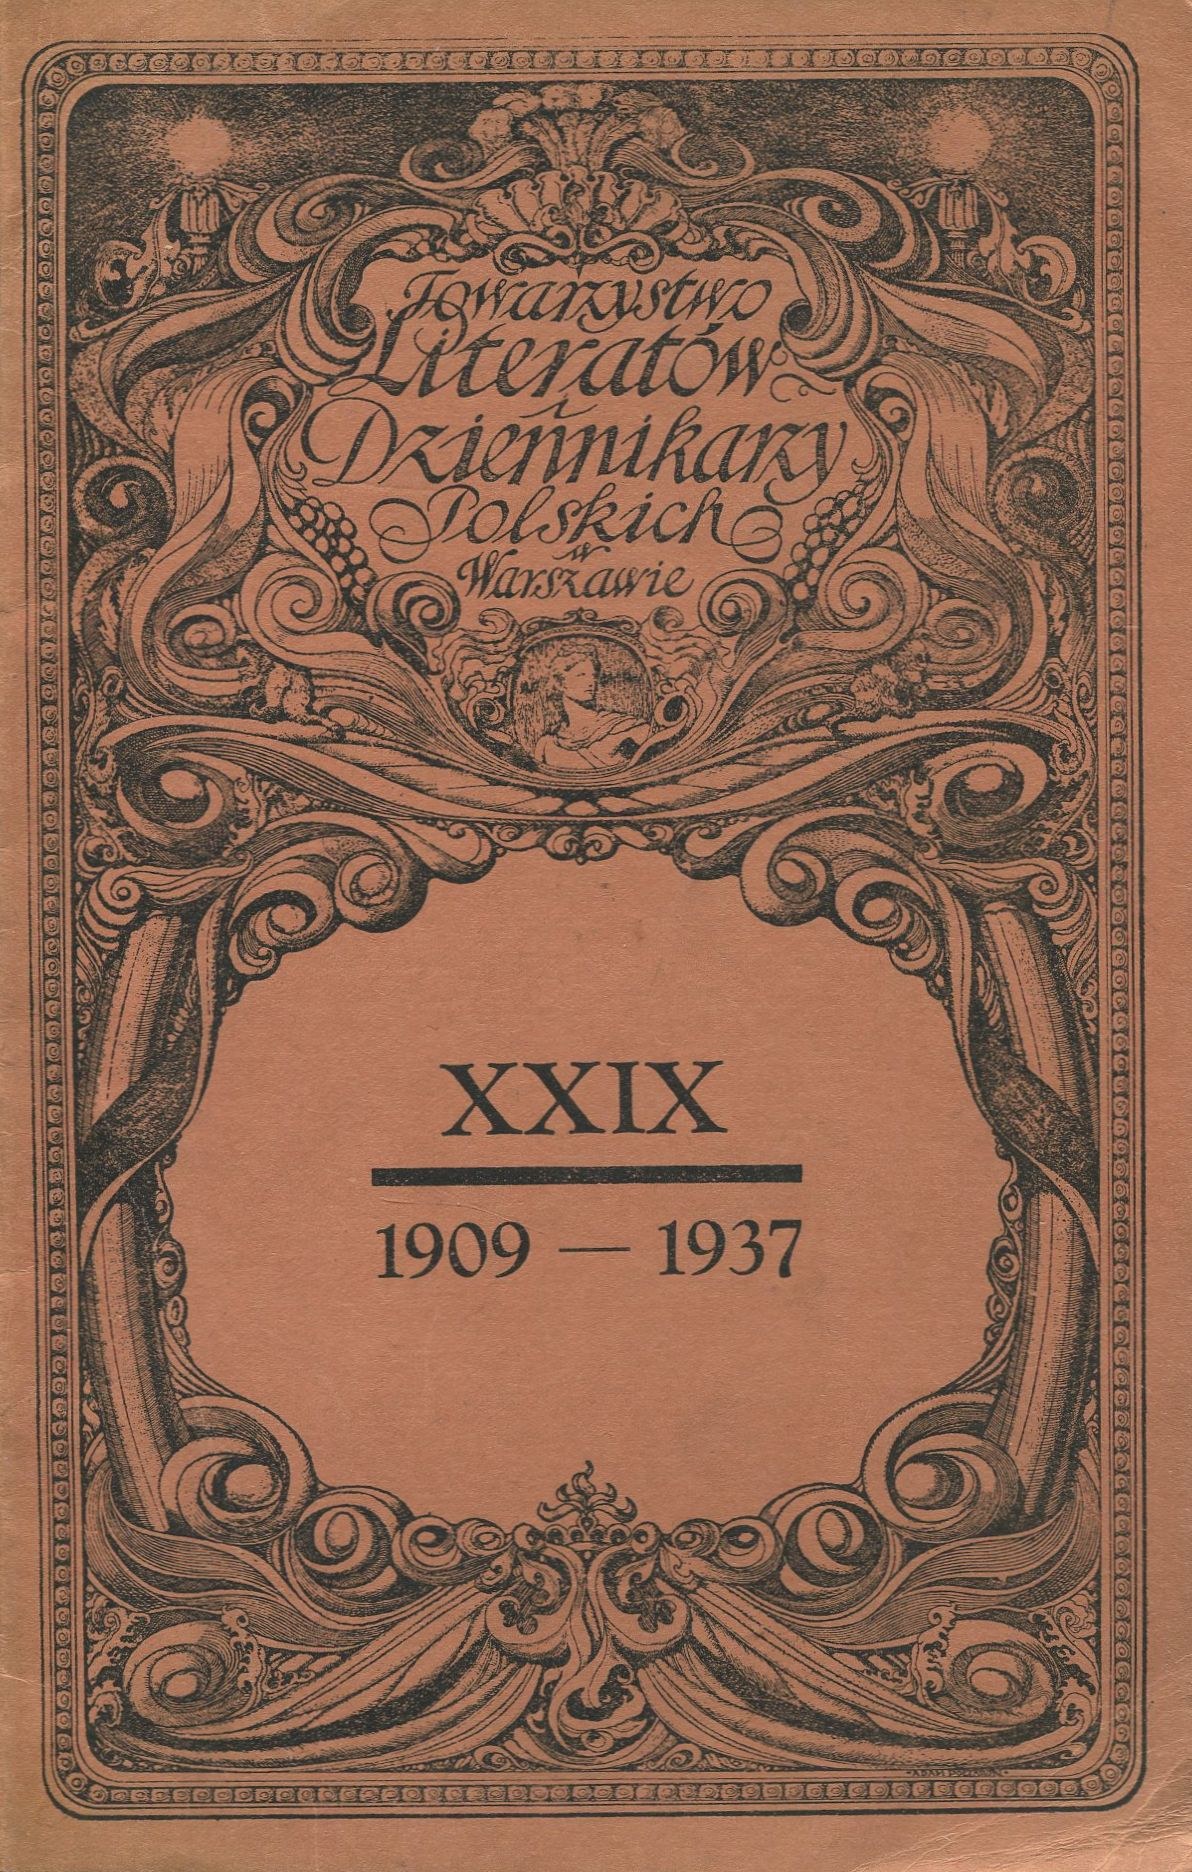 Towarzystwo
Literatów
i
Dziennikarzy
Polskich
w
Warszawie
XXIX
1909 — 1937